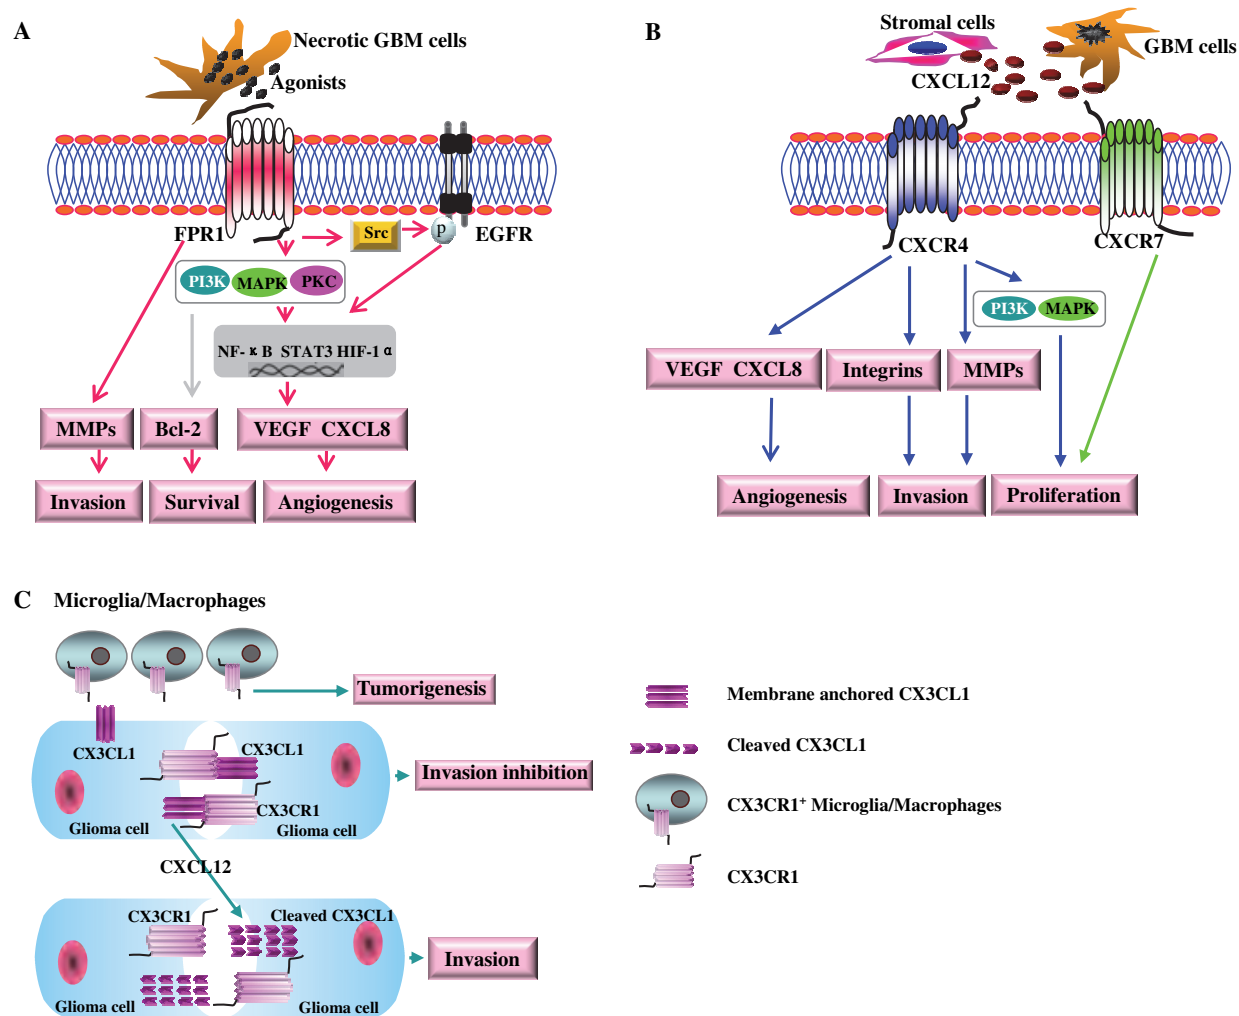 A
Necrotic GBM cells
Agonists
FPR1
Src
p
EGFR
PI3K MAPK PKC
NF-κB STAT3 HIF-1α
MMPs
Bcl-2
VEGF CXCL8
Invasion
Survival
Angiogenesis
B
Stromal cells
GBM cells
CXCL12
CXCR4
CXCR7
PI3K MAPK
VEGF CXCL8
Integrins
MMPs
Angiogenesis
Invasion
Proliferation
C Microglia/Macrophages
Tumorigenesis
CX3CL1
CX3CL1
Invasion inhibition
CX3CR1
Glioma cell
Glioma cell
CXCL12
CX3CR1
Cleaved CX3CL1
Invasion
Glioma cell
Glioma cell
Membrane anchored CX3CL1
Cleaved CX3CL1
CX3CR1⁺ Microglia/Macrophages
CX3CR1